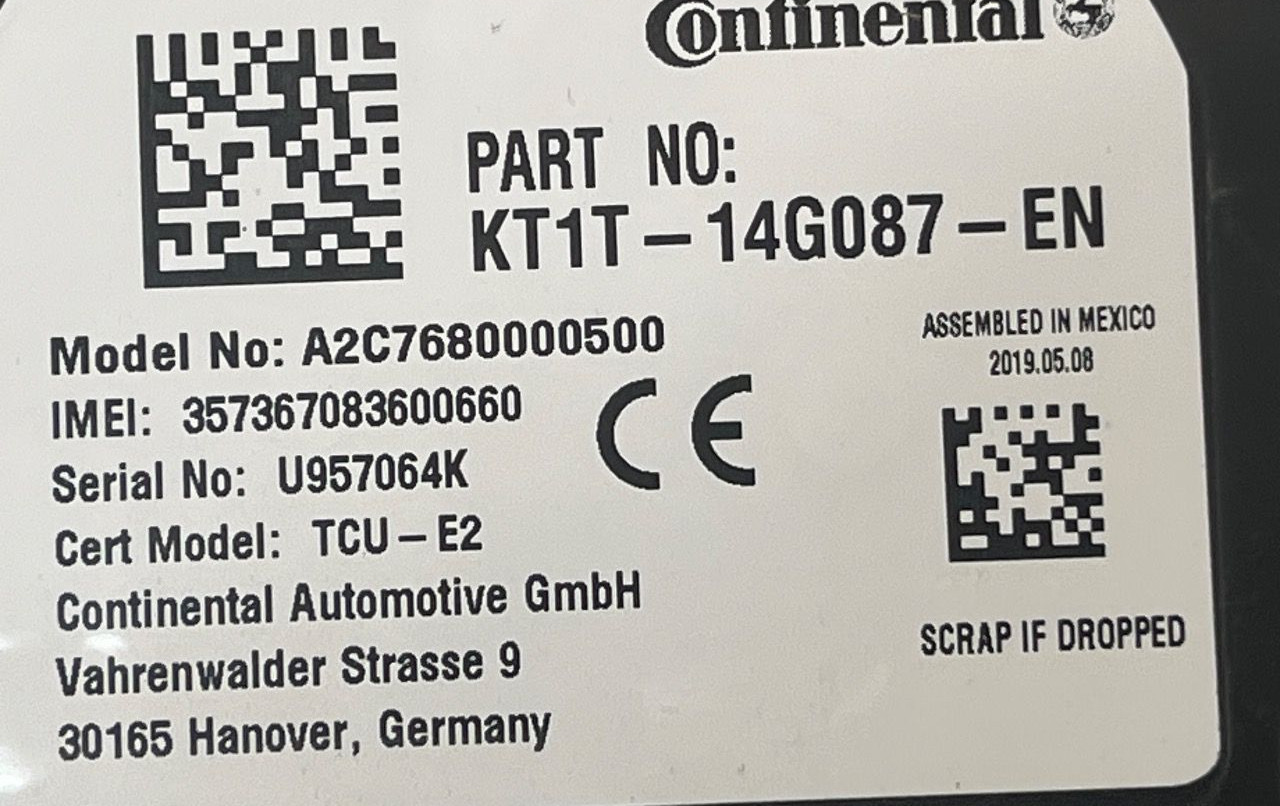 Continental
PART NO:
KT1T-14G087-EN
Model No: A2C7680000500
IMEI: 357367083600660
Serial No: U957064K
Cert Model: TCU-E2
Continental Automotive GmbH
Vahrenwalder Strasse 9
30165 Hanover, Germany
CE
ASSEMBLED IN MEXICO
2019.05.08
SCRAP IF DROPPED